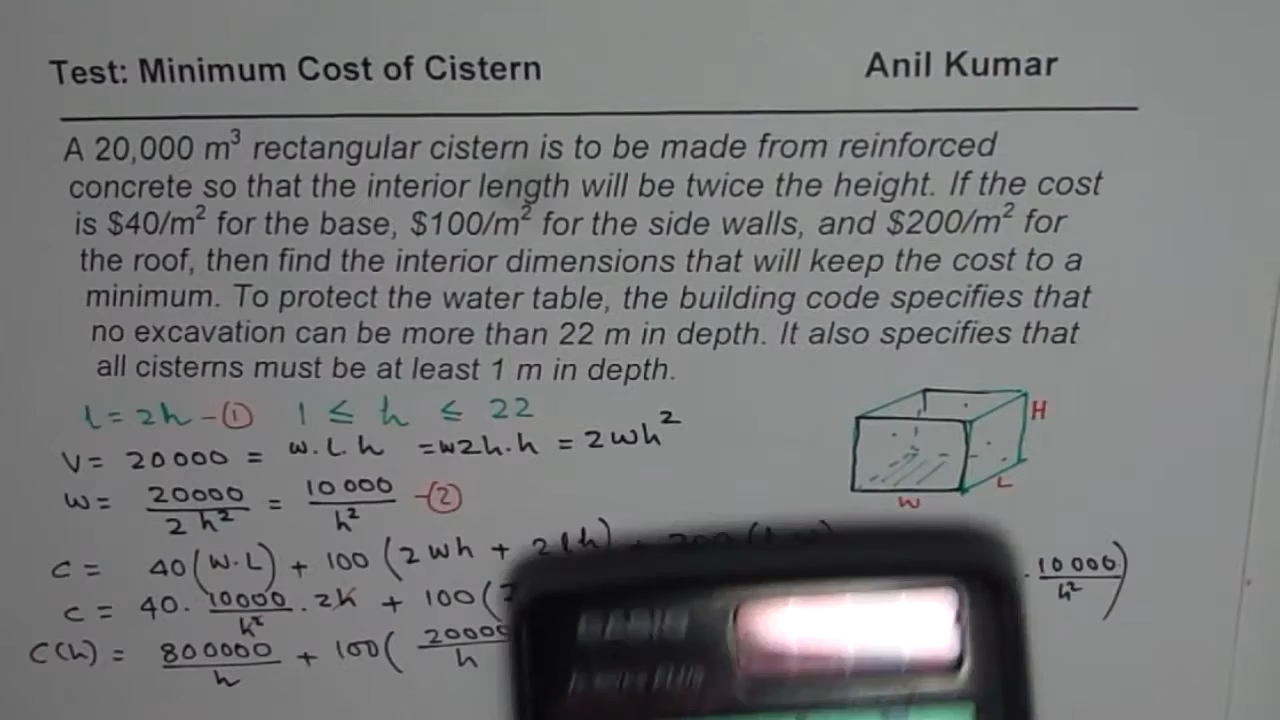 Test: Minimum Cost of Cistern Anil Kumar
A 20,000 m³ rectangular cistern is to be made from reinforced
concrete so that the interior length will be twice the height. If the cost
is $40/m² for the base, $100/m² for the side walls, and $200/m² for
the roof, then find the interior dimensions that will keep the cost to a
minimum. To protect the water table, the building code specifies that
no excavation can be more than 22 m in depth. It also specifies that
all cisterns must be at least 1 m in depth.
l = 2h -① 1 ≤ h ≤ 22
V = 20000 = w.L.h = w2h.h = 2wh²
w = 20000/2h² = 10000/h² -②
H
L
W
C = 40(W.L) + 100(2wh + 2lh) +
C = 40. 10000/h² .2h + 100( . 10000/h²)
C(h) = 800000/h + 100( 20000/h